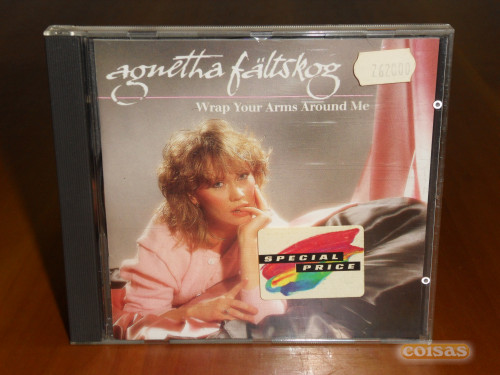 agnetha fältskog
Wrap Your Arms Around Me
SPECIAL
PRICE
coisas